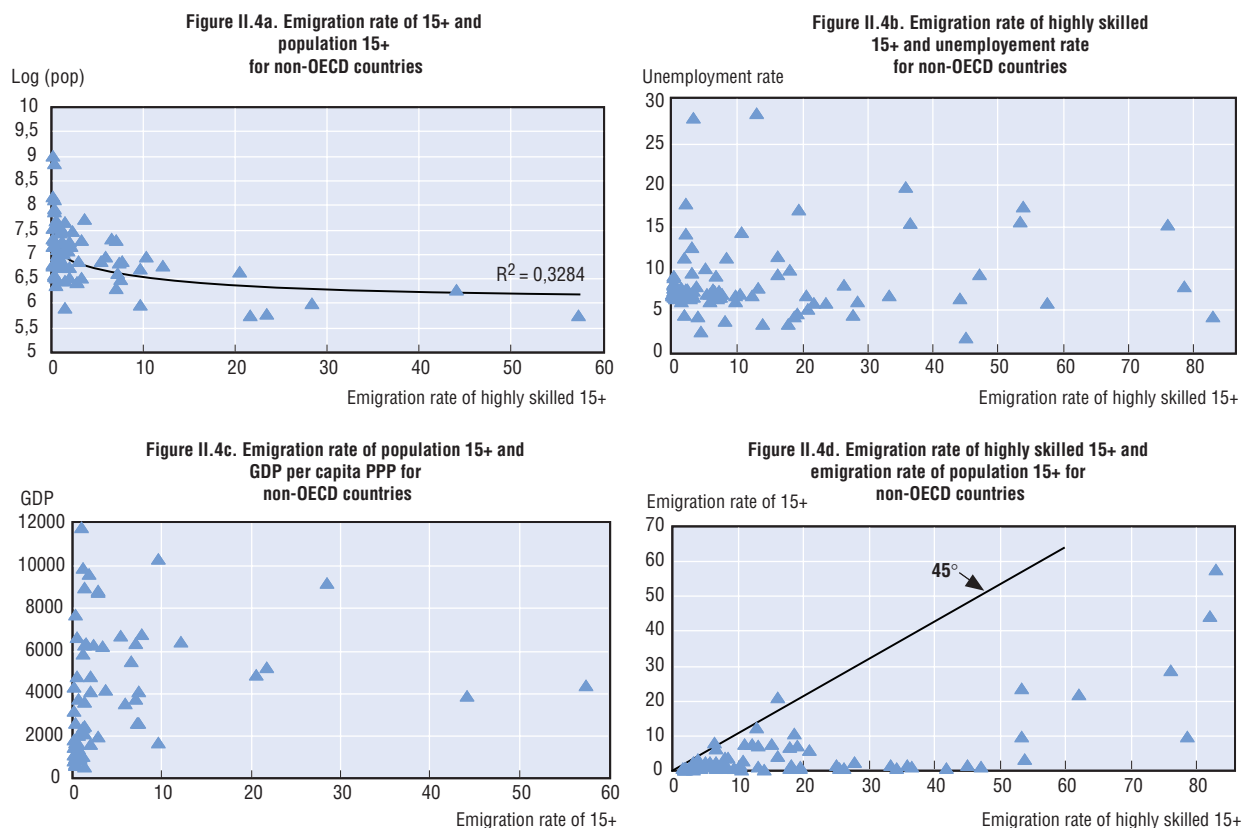 Figure II.4a. Emigration rate of 15+ and
population 15+
for non-OECD countries
Log (pop)
10
9,5
9
8,5
8
7,5
7
6,5
6
5,5
5
R2 = 0,3284
0 10 20 30 40 50 60
Emigration rate of highly skilled 15+
Figure II.4b. Emigration rate of highly skilled
15+ and unemployement rate
for non-OECD countries
Unemployment rate
30
25
20
15
10
5
0
0 10 20 30 40 50 60 70 80
Emigration rate of highly skilled 15+
Figure II.4c. Emigration rate of population 15+ and
GDP per capita PPP for
non-OECD countries
GDP
12000
10000
8000
6000
4000
2000
0
0 10 20 30 40 50 60
Emigration rate of 15+
Figure II.4d. Emigration rate of highly skilled 15+ and
emigration rate of population 15+ for
non-OECD countries
Emigration rate of 15+
70
60
50
40
30
20
10
0
45°
0 10 20 30 40 50 60 70 80
Emigration rate of highly skilled 15+